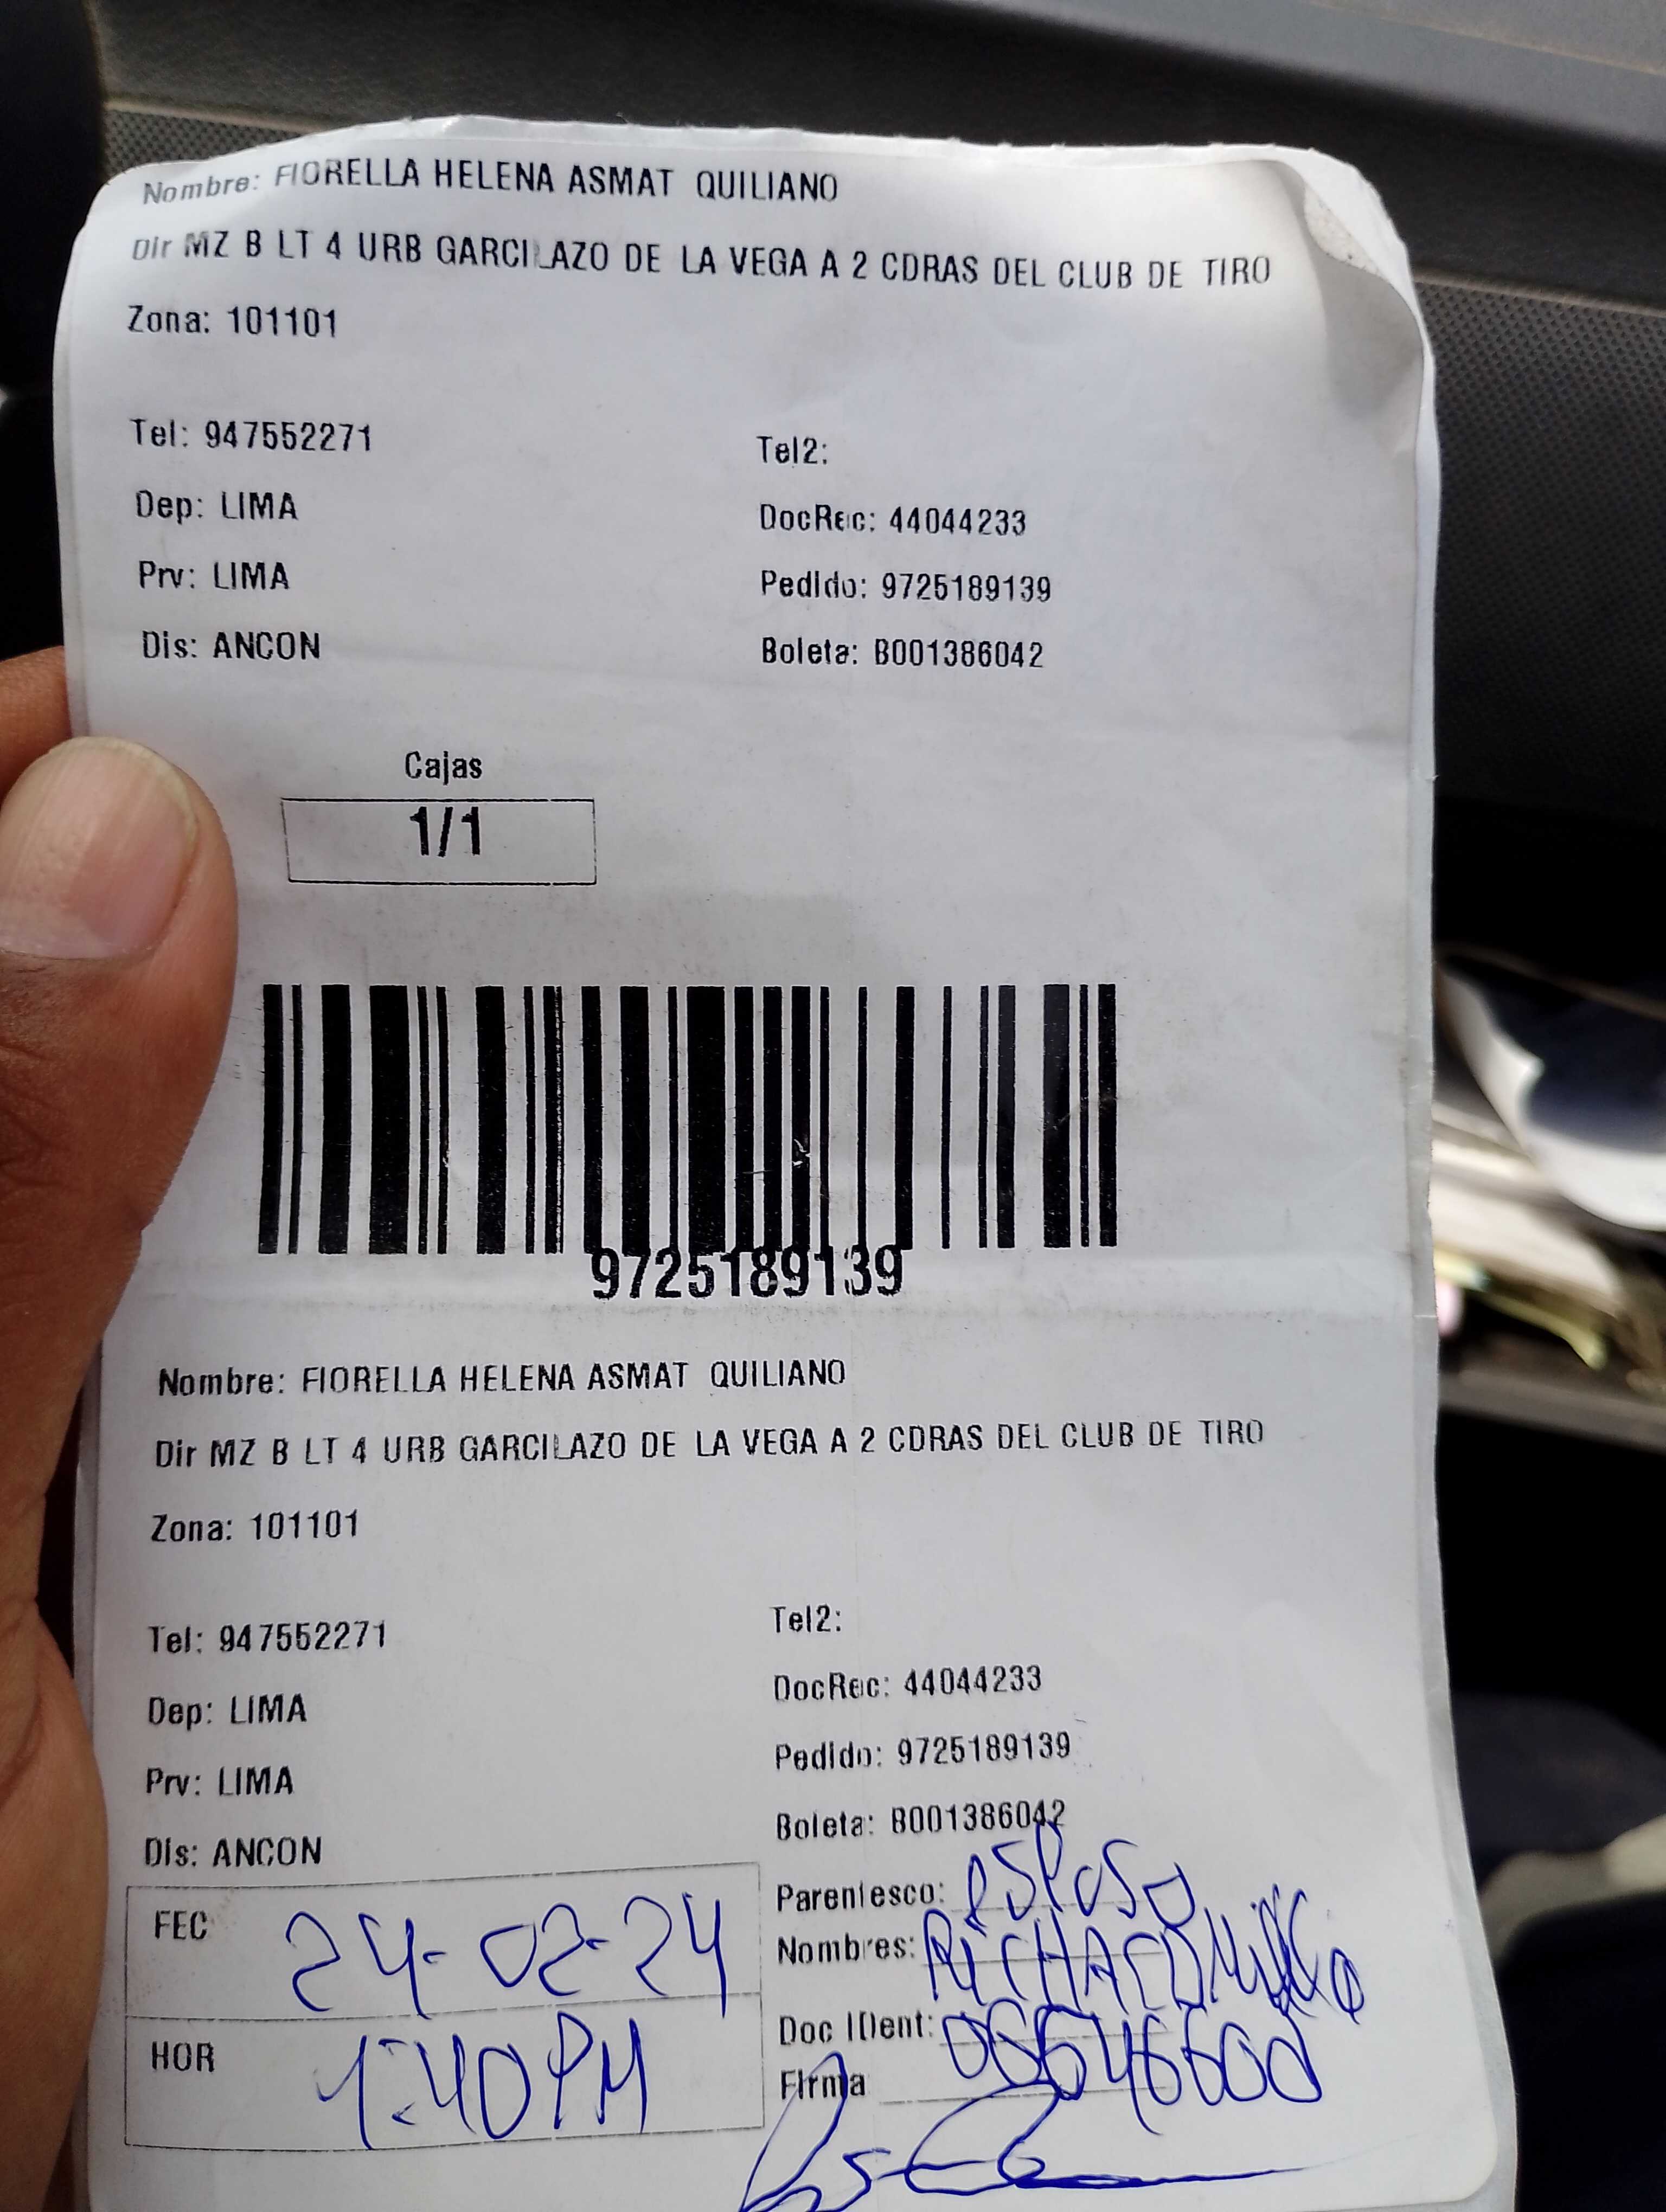 Nombre: FIORELLA HELENA ASMAT QUILIANO
Dir MZ B LT 4 URB GARCILAZO DE LA VEGA A 2 CDRAS DEL CLUB DE TIRO
Zona: 101101
Tel: 947552271 Tel2:
Dep: LIMA DocRec: 44044233
Prv: LIMA Pedido: 9725189139
Dis: ANCON Boleta: B001386042
Cajas
1/1
9725189139
Nombre: FIORELLA HELENA ASMAT QUILIANO
Dir MZ B LT 4 URB GARCILAZO DE LA VEGA A 2 CDRAS DEL CLUB DE TIRO
Zona: 101101
Tel: 947552271 Tel2:
Dep: LIMA DocRec: 44044233
Prv: LIMA Pedido: 9725189139
Dis: ANCON Boleta: B001386042
Parentesco: esposo
FEC 24-02-24
Nombres: RICHARD
HOR 1:40 PM
Doc IDent:
Firma